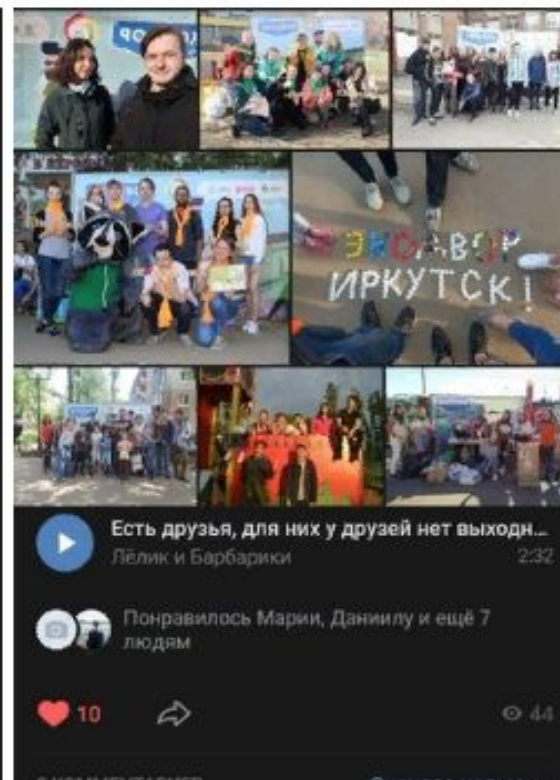 ЭКОДВОР
ИРКУТСК!
Есть друзья, для них у друзей нет выходн...
Лёлик и Барбарики
2:32
Понравилось Марии, Даниилу и ещё 7
людям
10
44